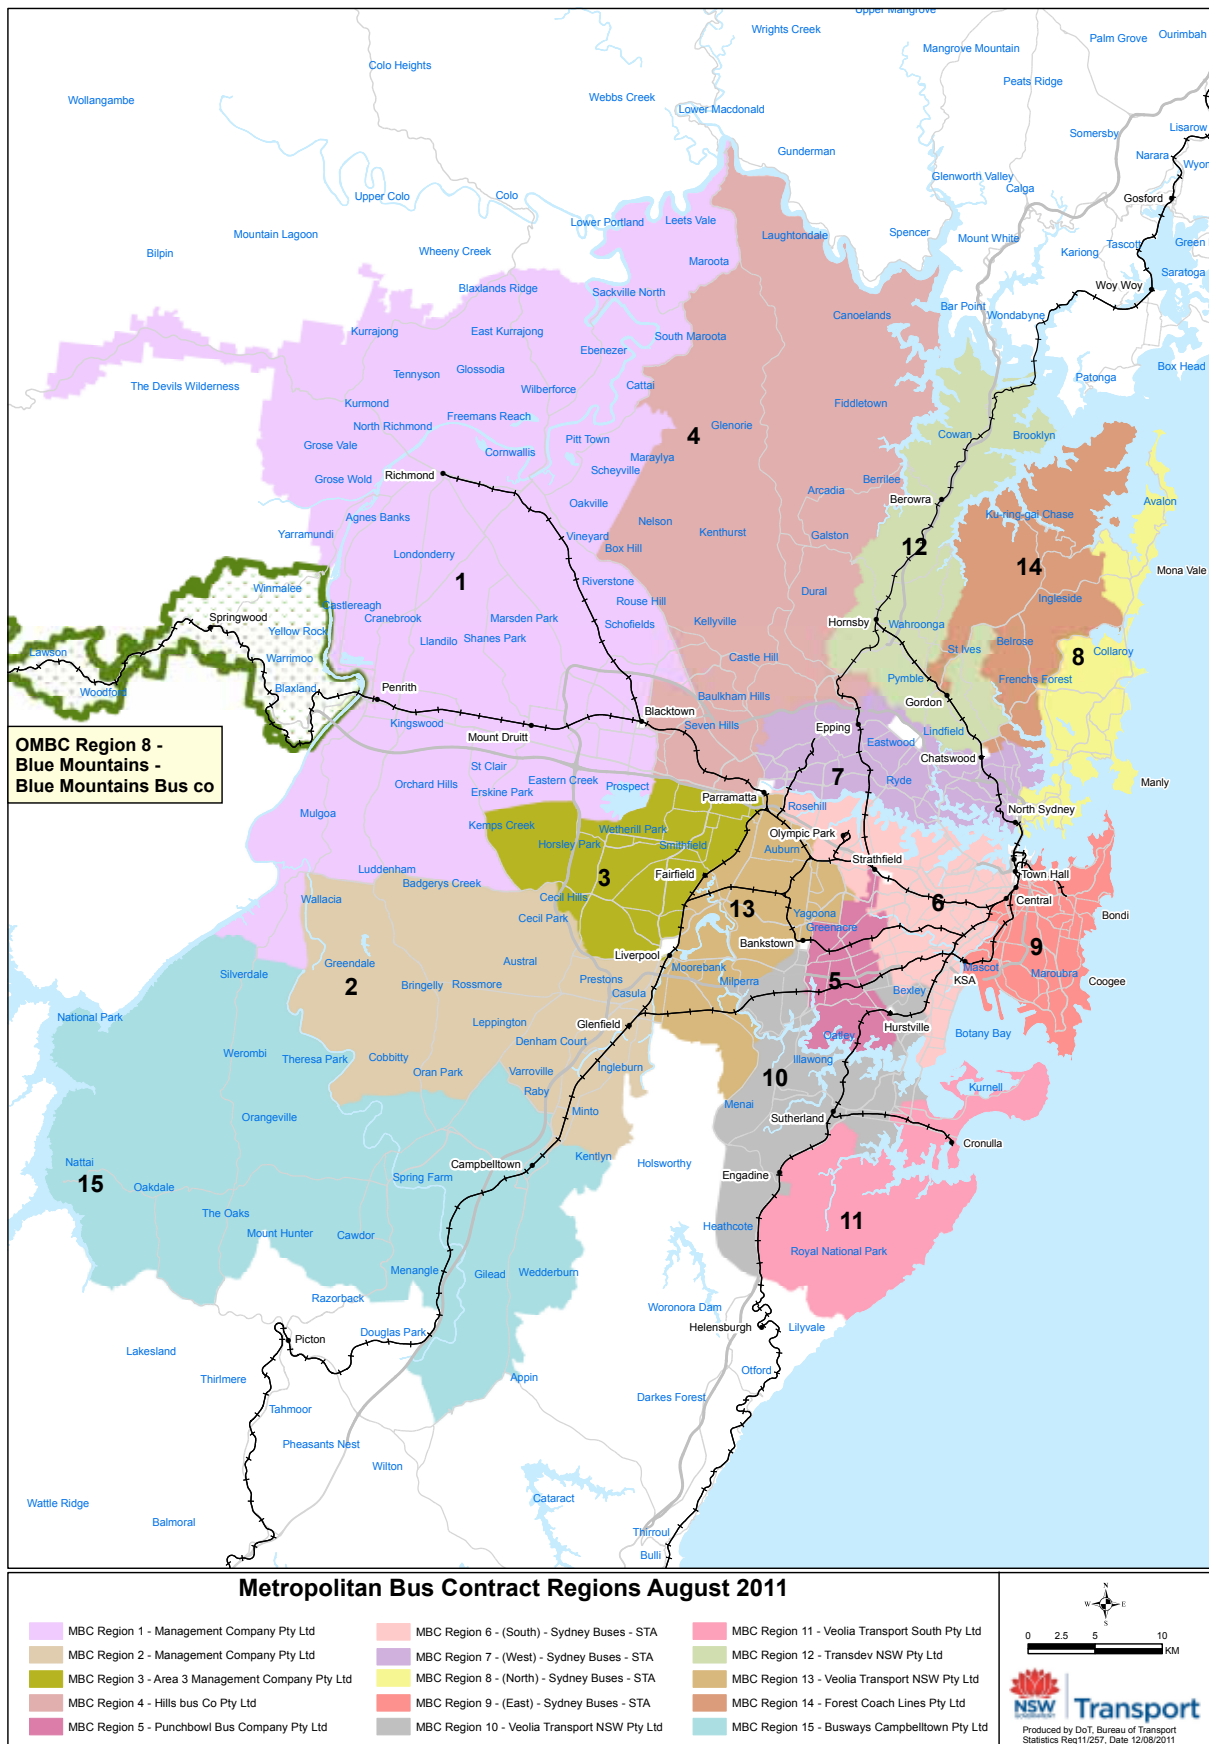 Upper Mangrove
Wrights Creek
Ourimbah
Palm Grove
Mangrove Mountain
Colo Heights
Peats Ridge
Wollangambe
Webbs Creek
Lower Macdonald
Lisarow
Somersby
Gunderman
Narara
Wyon
Glenworth Valley
Calga
Upper Colo
Colo
Gosford
Lower Portland
Leets Vale
Mountain Lagoon
Laughtondale
Spencer
Mount White
Tascott
Green
Bilpin
Wheeny Creek
Kariong
Maroota
Saratoga
Blaxlands Ridge
Sackville North
Woy Woy
Bar Point
Wondabyne
Canoelands
Kurrajong
East Kurrajong
South Maroota
Ebenezer
Box Head
Glossodia
Tennyson
Patonga
The Devils Wilderness
Wilberforce
Cattai
Kurmond
Fiddletown
Freemans Reach
North Richmond
Glenorie
4
Cowan
Brooklyn
Grose Vale
Pitt Town
Cornwallis
Maraylya
Scheyville
Richmond
Grose Wold
Berrilee
Arcadia
Berowra
Avalon
Oakville
Agnes Banks
Nelson
Ku-ring-gai Chase
Yarramundi
Vineyard
Kenthurst
Galston
12
Box Hill
Londonderry
14
Mona Vale
1
Riverstone
Winmalee
Dural
Rouse Hill
Ingleside
Castlereagh
Springwood
Cranebrook
Marsden Park
Schofields
Kellyville
Hornsby
Wahroonga
Yellow Rock
Llandilo
Shanes Park
Belrose
Lawson
Warrimoo
Castle Hill
St Ives
8
Collaroy
Pymble
Frenchs Forest
Woodford
Blaxland
Penrith
Baulkham Hills
Gordon
Kingswood
Blacktown
Seven Hills
Epping
Mount Druitt
Lindfield
Eastwood
OMBC Region 8 -
Blue Mountains -
Blue Mountains Bus co
Chatswood
St Clair
7
Ryde
Orchard Hills
Eastern Creek
Prospect
Manly
Erskine Park
Parramatta
Rosehill
North Sydney
Mulgoa
Kemps Creek
Wetherill Park
Olympic Park
Horsley Park
Smithfield
Auburn
Strathfield
Luddenham
3
Fairfield
Town Hall
Badgerys Creek
Wallacia
Cecil Hills
13
6
Central
Cecil Park
Yagoona
Bondi
Greenacre
Bankstown
9
Liverpool
Austral
Greendale
Moorebank
Mascot
Silverdale
2
Bringelly
Rossmore
Prestons
Milperra
5
KSA
Maroubra
Coogee
Casula
Bexley
National Park
Leppington
Glenfield
Hurstville
Botany Bay
Denham Court
Oatley
Werombi
Theresa Park
Cobbitty
Illawong
Oran Park
Varroville
Ingleburn
10
Kurnell
Raby
Menai
Minto
Orangeville
Sutherland
Cronulla
Kentlyn
Nattai
Campbelltown
Holsworthy
15
Spring Farm
Engadine
Oakdale
The Oaks
11
Mount Hunter
Cawdor
Heathcote
Royal National Park
Menangle
Gilead
Wedderburn
Razorback
Woronora Dam
Helensburgh
Lilyvale
Douglas Park
Picton
Lakesland
Otford
Thirlmere
Appin
Darkes Forest
Tahmoor
Pheasants Nest
Wilton
Cataract
Wattle Ridge
Balmoral
Thirroul
Bulli
Metropolitan Bus Contract Regions August 2011
MBC Region 1 - Management Company Pty Ltd
MBC Region 2 - Management Company Pty Ltd
MBC Region 3 - Area 3 Management Company Pty Ltd
MBC Region 4 - Hills bus Co Pty Ltd
MBC Region 5 - Punchbowl Bus Company Pty Ltd
MBC Region 6 - (South) - Sydney Buses - STA
MBC Region 7 - (West) - Sydney Buses - STA
MBC Region 8 - (North) - Sydney Buses - STA
MBC Region 9 - (East) - Sydney Buses - STA
MBC Region 10 - Veolia Transport NSW Pty Ltd
MBC Region 11 - Veolia Transport South Pty Ltd
MBC Region 12 - Transdev NSW Pty Ltd
MBC Region 13 - Veolia Transport NSW Pty Ltd
MBC Region 14 - Forest Coach Lines Pty Ltd
MBC Region 15 - Busways Campbelltown Pty Ltd
N
W E
S
0 2.5 5 10
KM
NSW
GOVERNMENT
Transport
Produced by DoT, Bureau of Transport
Statistics Req11/257, Date 12/08/2011